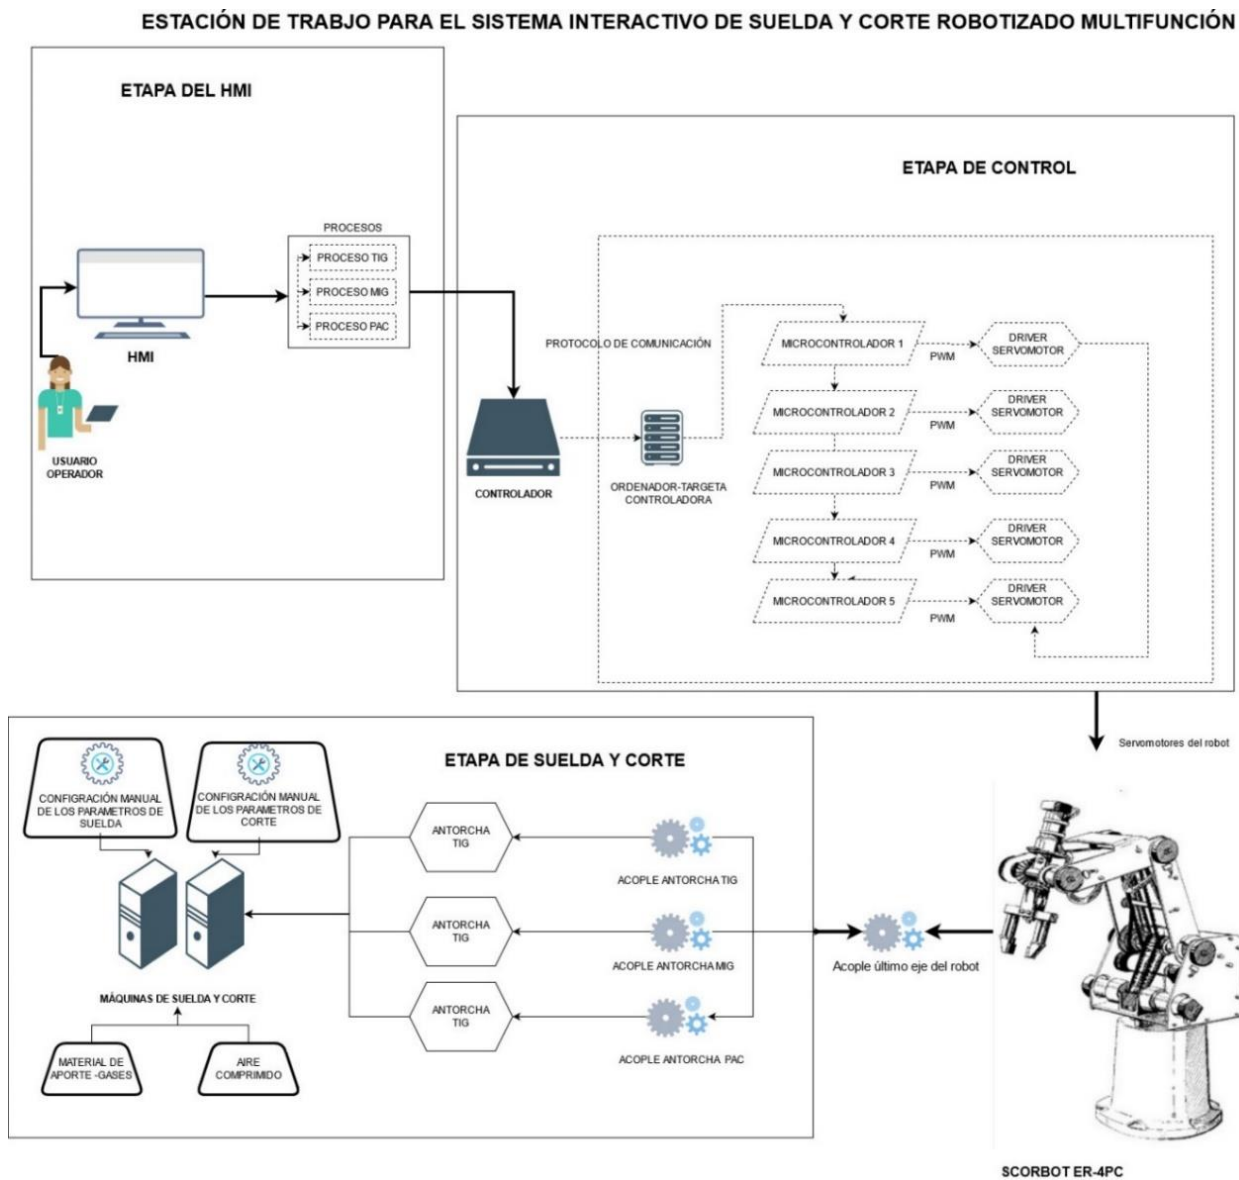 ESTACIÓN DE TRABJO PARA EL SISTEMA INTERACTIVO DE SUELDA Y CORTE ROBOTIZADO MULTIFUNCIÓN
ETAPA DEL HMI
PROCESOS
PROCESO TIG
PROCESO MIG
PROCESO PAC
HMI
USUARIO
OPERADOR
ETAPA DE CONTROL
CONTROLADOR
PROTOCOLO DE COMUNICACIÓN
ORDENADOR-TARGETA
CONTROLADORA
MICROCONTROLADOR 1
PWM
DRIVER
SERVOMOTOR
MICROCONTROLADOR 2
PWM
DRIVER
SERVOMOTOR
MICROCONTROLADOR 3
PWM
DRIVER
SERVOMOTOR
MICROCONTROLADOR 4
PWM
DRIVER
SERVOMOTOR
MICROCONTROLADOR 5
PWM
DRIVER
SERVOMOTOR
Servomotores del robot
ETAPA DE SUELDA Y CORTE
CONFIGRACIÓN MANUAL
DE LOS PARAMETROS DE
SUELDA
CONFIGRACIÓN MANUAL
DE LOS PARAMETROS DE
CORTE
MÁQUINAS DE SUELDA Y CORTE
MATERIAL DE
APORTE -GASES
AIRE
COMPRIMIDO
ANTORCHA
TIG
ACOPLE ANTORCHA TIG
ANTORCHA
TIG
ACOPLE ANTORCHA MIG
ANTORCHA
TIG
ACOPLE ANTORCHA PAC
Acople último eje del robot
SCORBOT ER-4PC